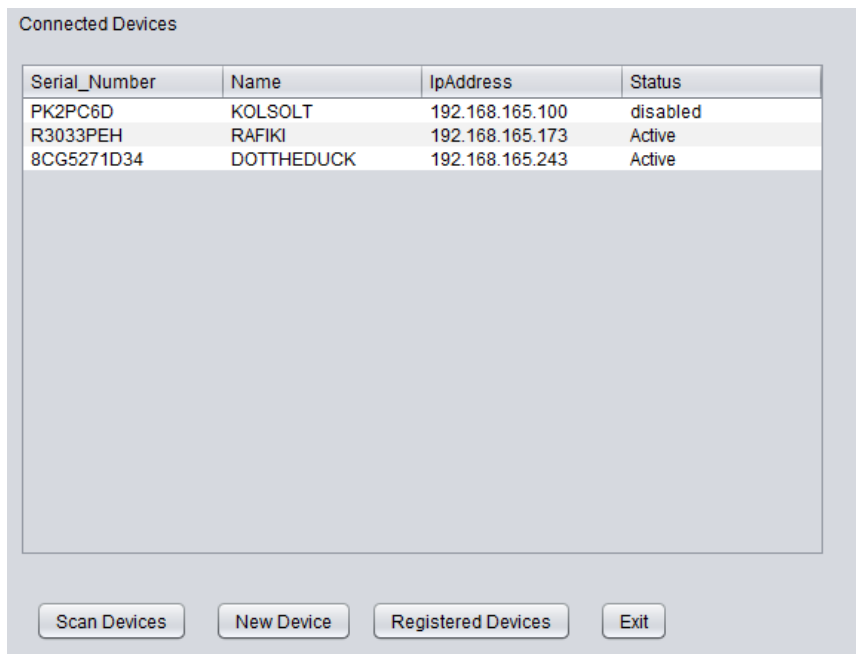 Connected Devices
Serial_Number Name IpAddress Status
PK2PC6D KOLSOLT 192.168.165.100 disabled
R3033PEH RAFIKI 192.168.165.173 Active
8CG5271D34 DOTTHEDUCK 192.168.165.243 Active
Scan Devices New Device Registered Devices Exit